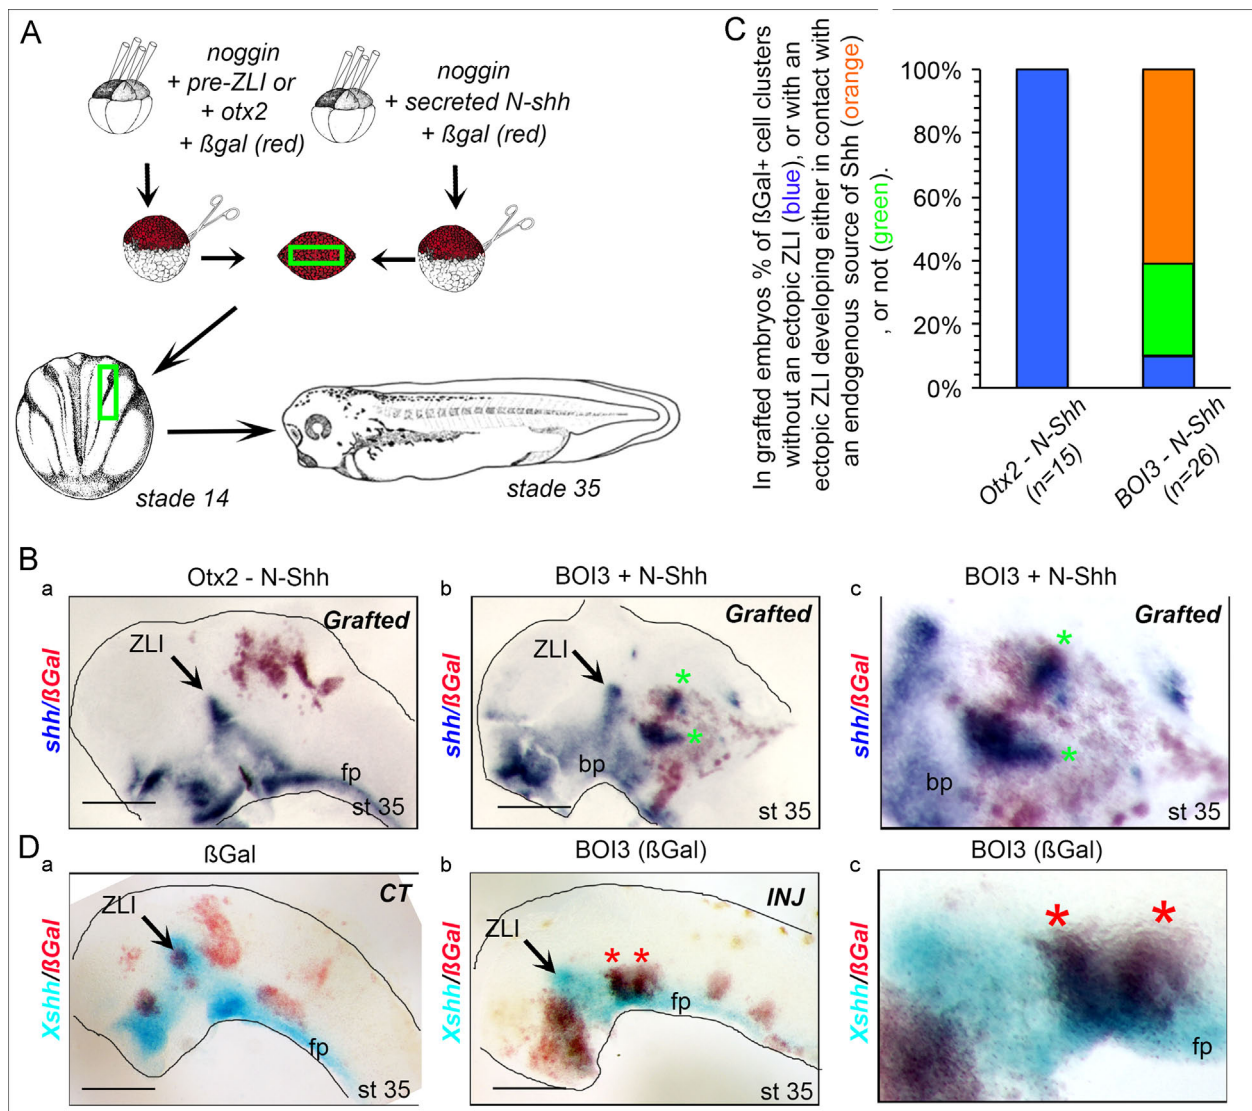 A
noggin
+ pre-ZLI or
+ otx2
+ ßgal (red)
noggin
+ secreted N-shh
+ ßgal (red)
stade 14
stade 35
C
In grafted embryos % of ßGal+ cell clusters
without an ectopic ZLI (blue), or with an
ectopic ZLI developing either in contact with
an endogenous source of Shh (orange)
, or not (green).
100%
80%
60%
40%
20%
0%
Otx2 - N-Shh
(n=15)
BOI3 - N-Shh
(n=26)
B
a
Otx2 - N-Shh
Grafted
ZLI
shh/ßGal
fp
st 35
b
BOI3 + N-Shh
Grafted
ZLI
*
*
shh/ßGal
bp
st 35
c
BOI3 + N-Shh
Grafted
*
*
shh/ßGal
bp
st 35
D
a
ßGal
CT
ZLI
Xshh/ßGal
fp
st 35
b
BOI3 (ßGal)
INJ
ZLI
* *
Xshh/ßGal
fp
st 35
c
BOI3 (ßGal)
* *
Xshh/ßGal
fp